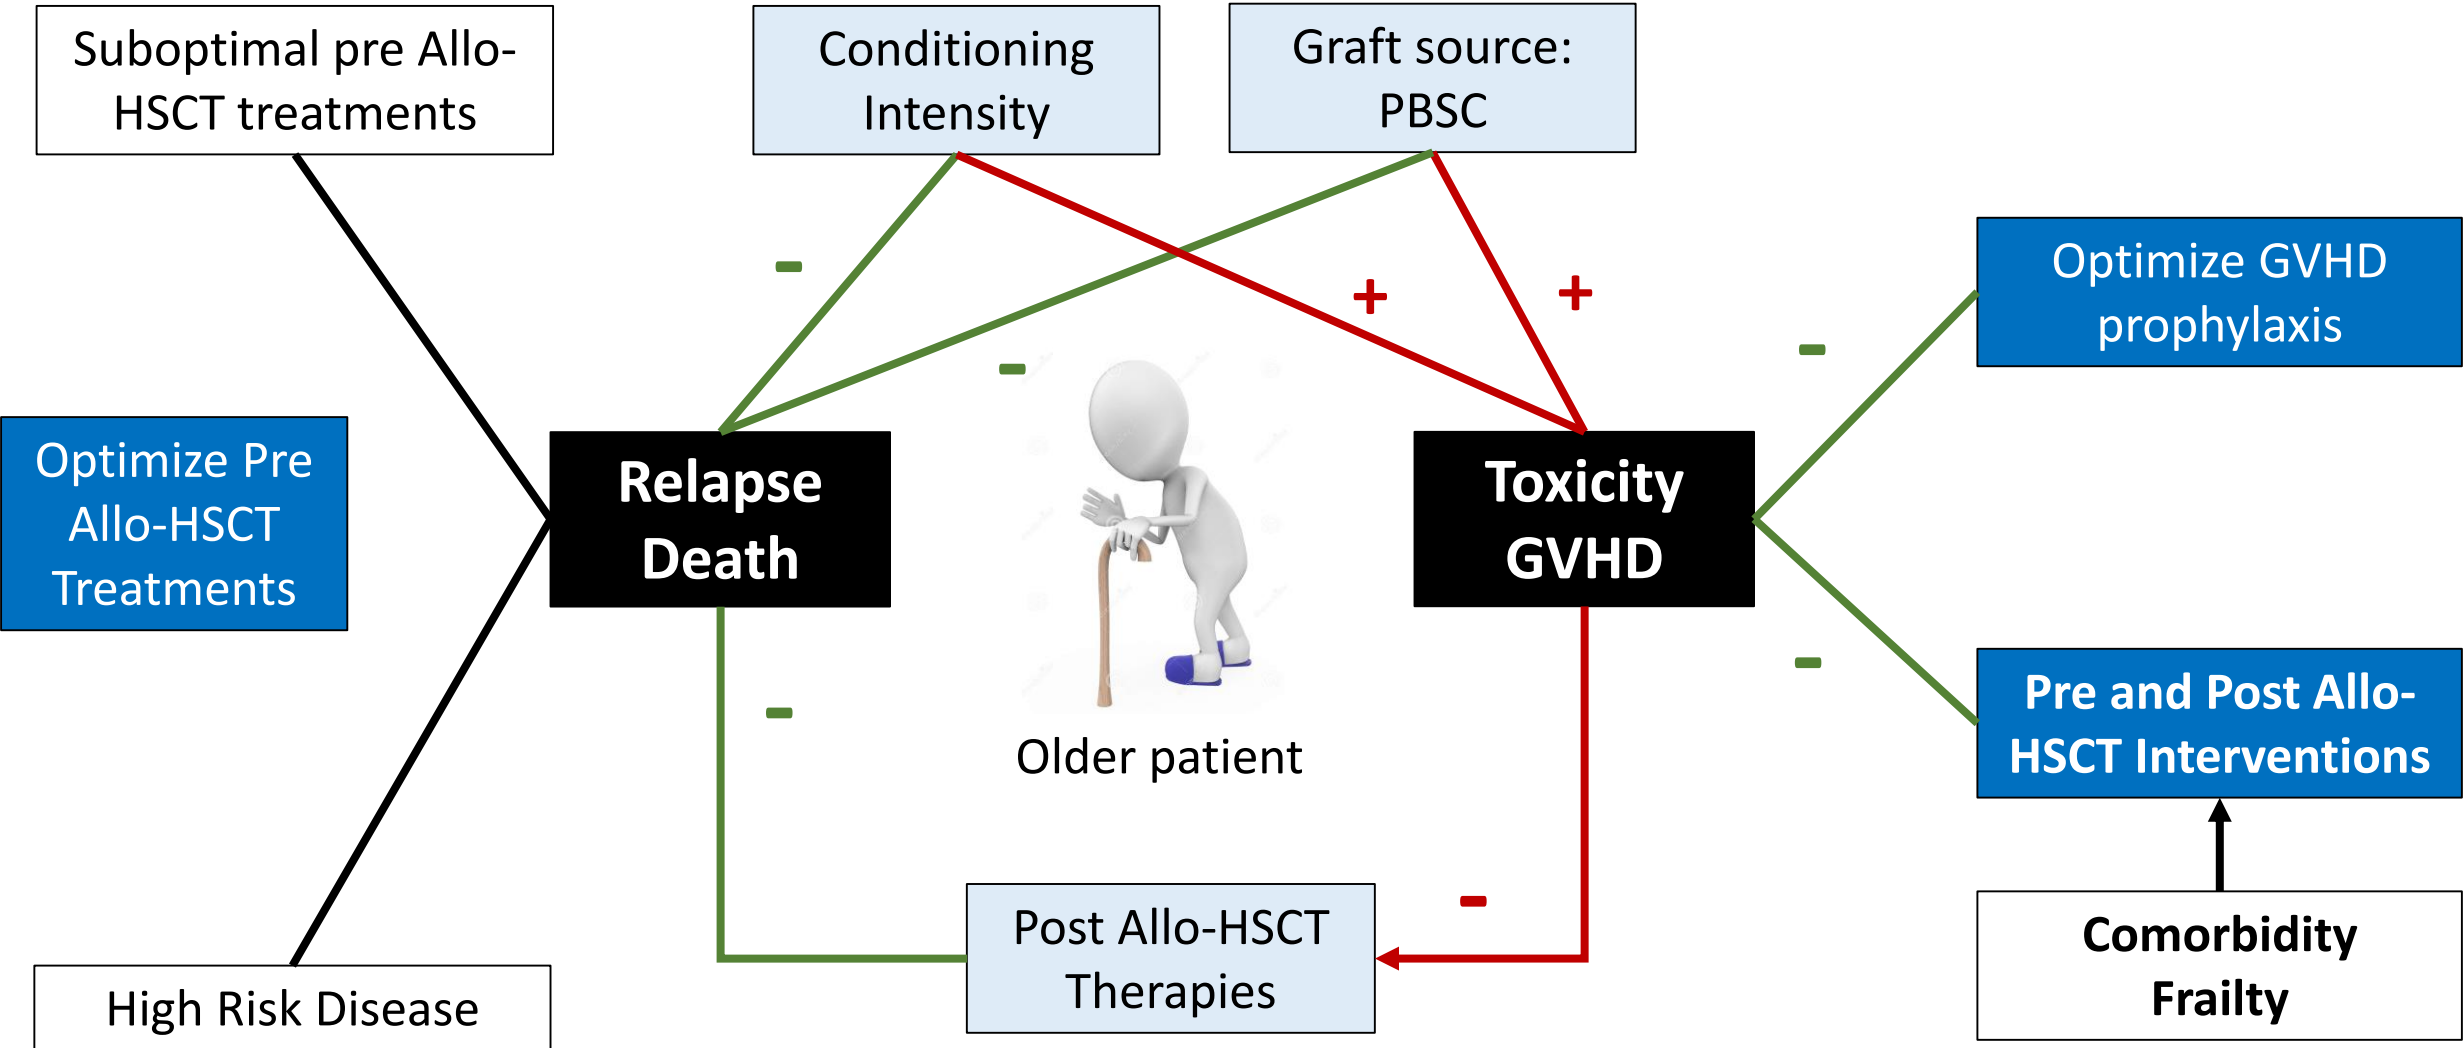 Suboptimal pre Allo-
HSCT treatments
Conditioning
Intensity
Graft source:
PBSC
-
-
+
+
Optimize GVHD
prophylaxis
-
Optimize Pre
Allo-HSCT
Treatments
Relapse
Death
Toxicity
GVHD
Older patient
-
-
Pre and Post Allo-
HSCT Interventions
-
Post Allo-HSCT
Therapies
Comorbidity
Frailty
High Risk Disease